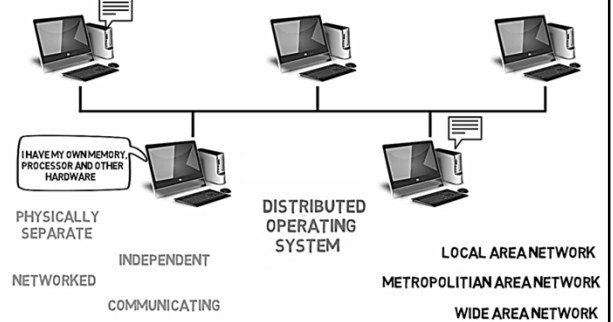 I HAVE MY OWN MEMORY,
PROCESSOR AND OTHER
HARDWARE
PHYSICALLY
SEPARATE
INDEPENDENT
NETWORKED
COMMUNICATING
DISTRIBUTED
OPERATING
SYSTEM
LOCAL AREA NETWORK
METROPOLITIAN AREA NETWORK
WIDE AREA NETWORK